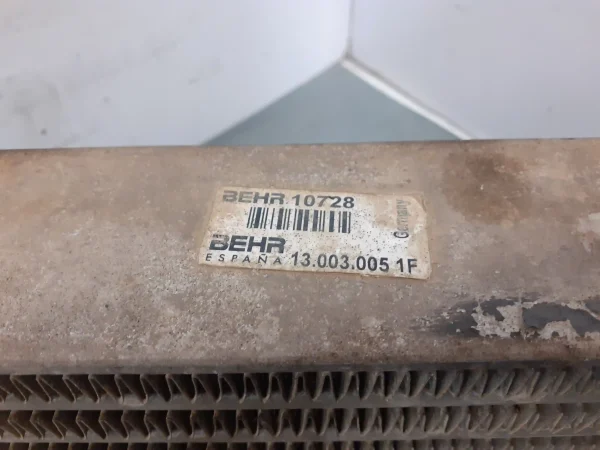 BEHR 10728
Germany
BEHR
ESPAÑA 13.003.005 1F